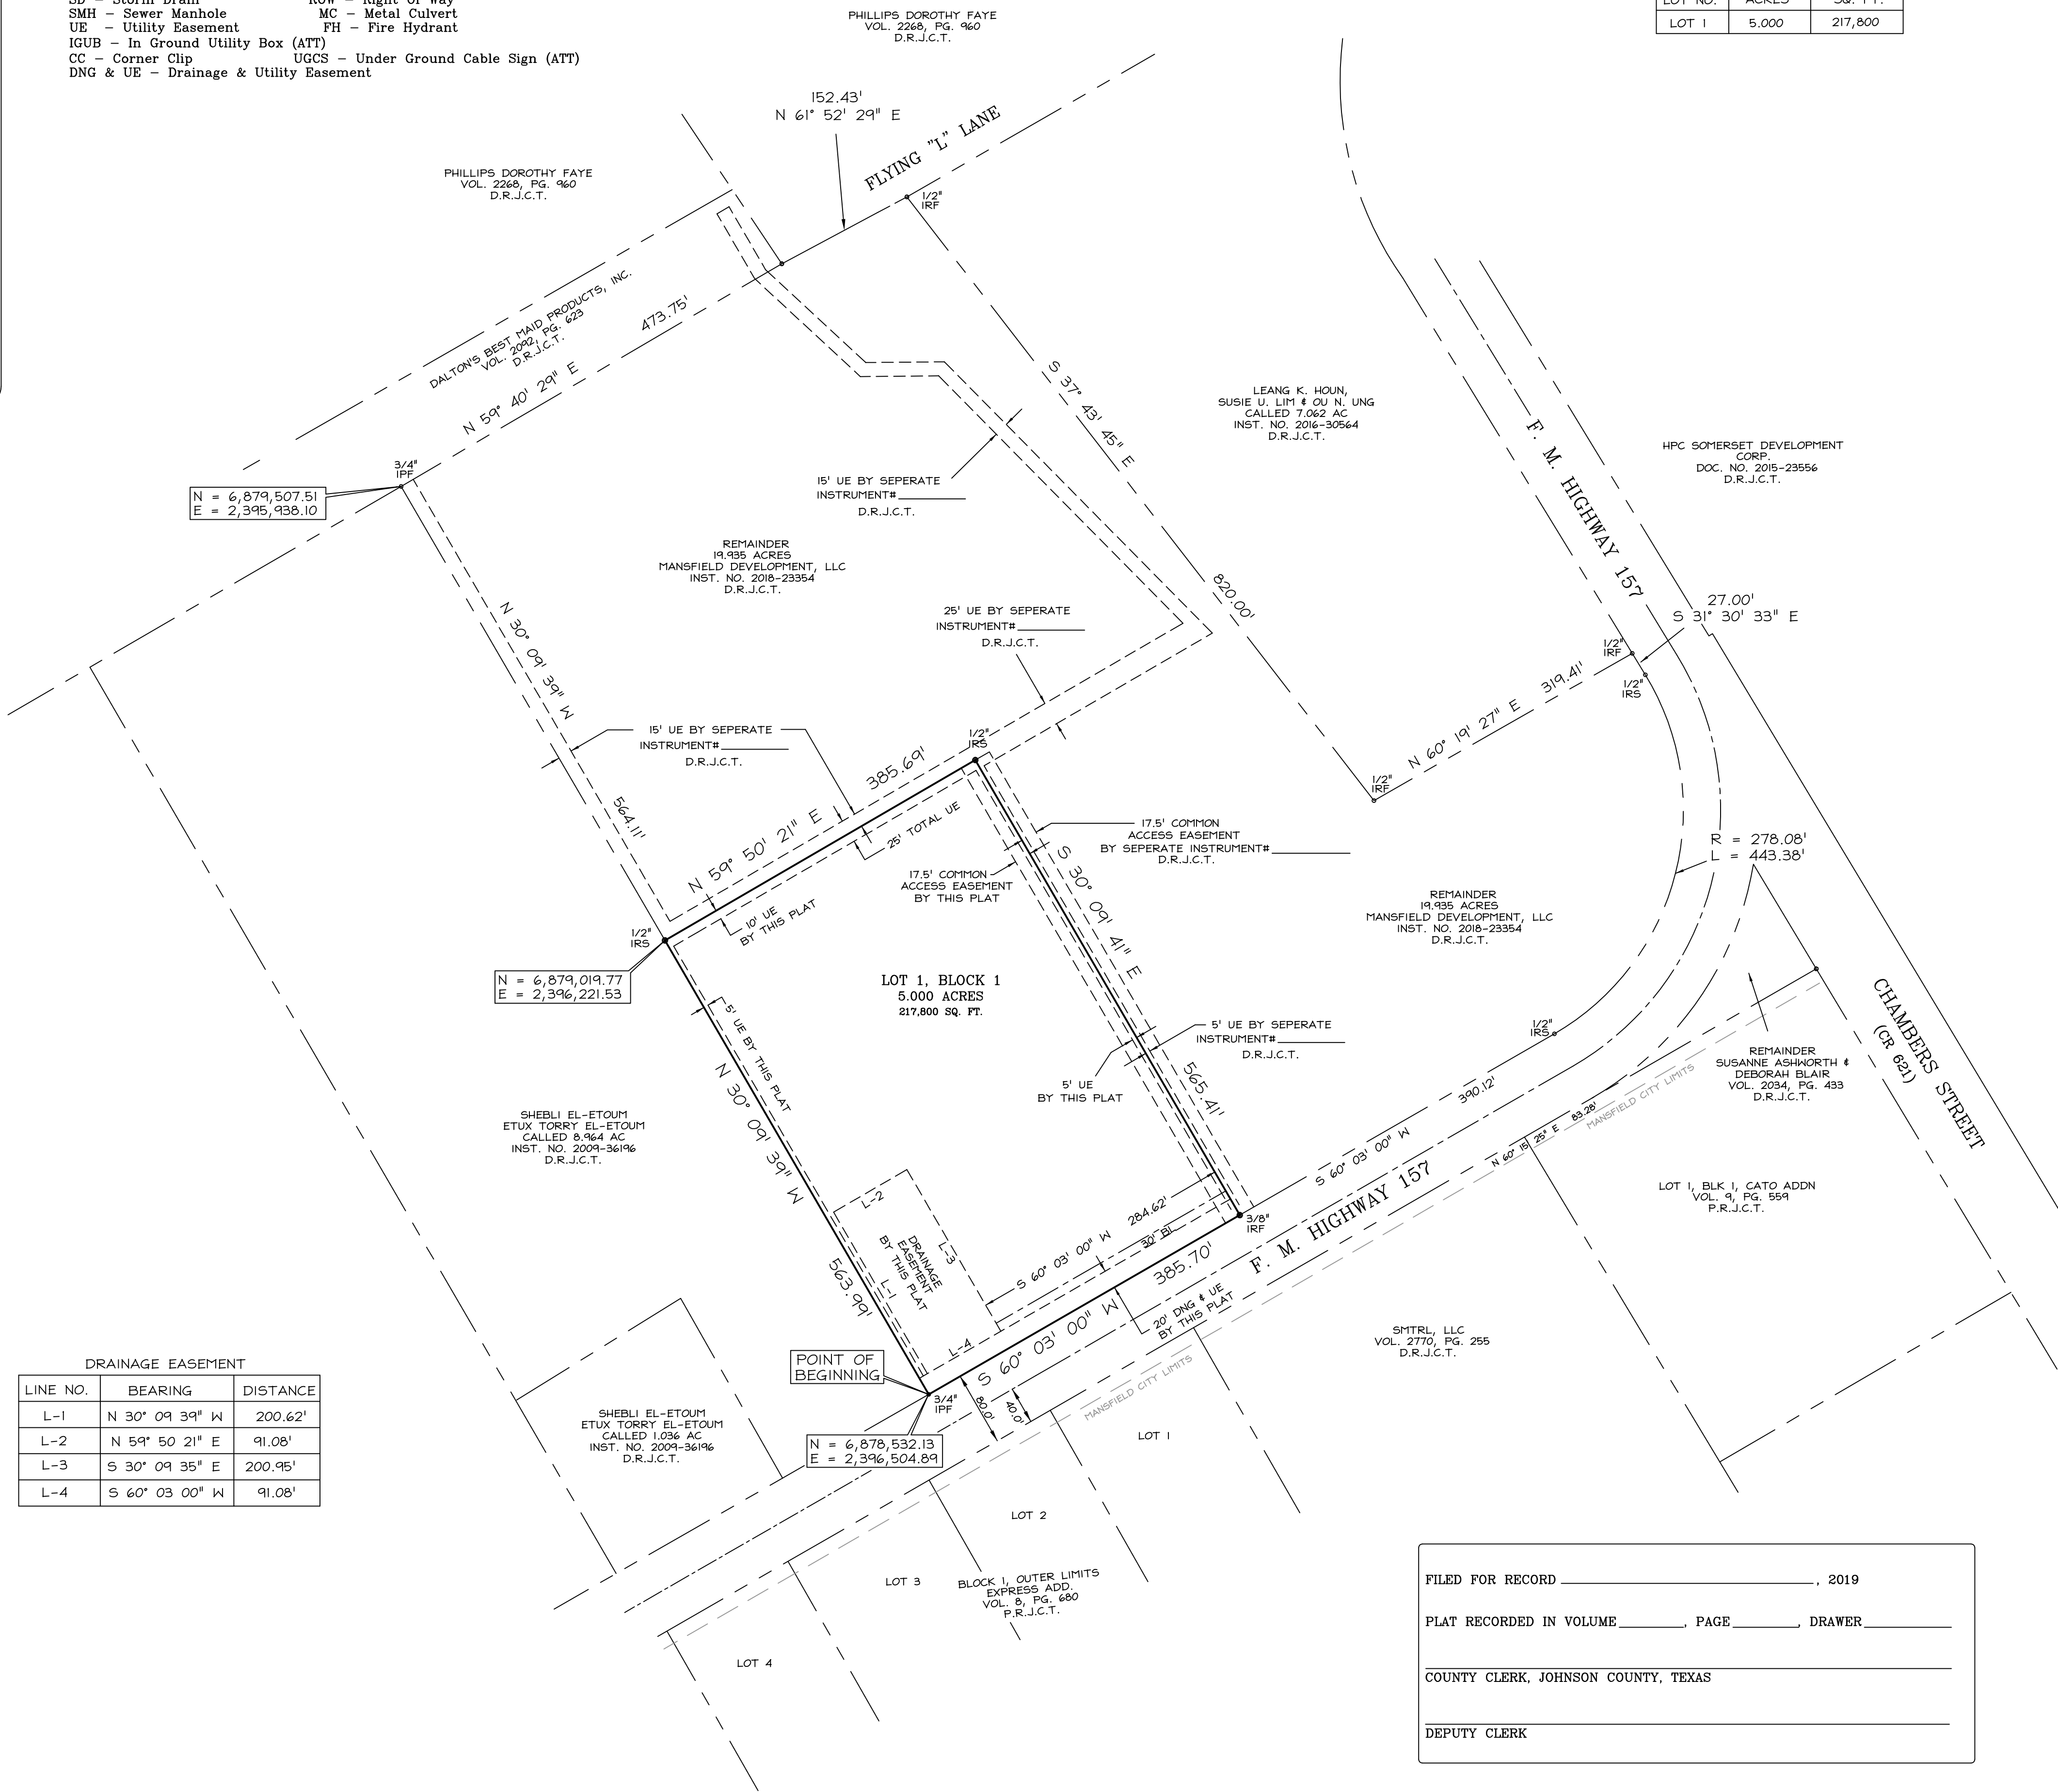 SD – Storm Drain ROW – Right Of Way
SMH – Sewer Manhole MC – Metal Culvert
UE – Utility Easement FH – Fire Hydrant
IGUB – In Ground Utility Box (ATT)
CC – Corner Clip UGCS – Under Ground Cable Sign (ATT)
DNG & UE – Drainage & Utility Easement
PHILLIPS DOROTHY FAYE
VOL. 2268, PG. 960
D.R.J.C.T.
LOT NO. ACRES SQ. FT.
LOT 1 5.000 217,800
152.43'
N 61° 52' 29" E
FLYING "L" LANE
PHILLIPS DOROTHY FAYE
VOL. 2268, PG. 960
D.R.J.C.T.
1/2"
IRF
DALTON'S BEST MAID PRODUCTS, INC.
VOL. 2092, PG. 623
D.R.J.C.T.
473.75'
N 59° 40' 29" E
3/4"
IPF
N = 6,879,507.51
E = 2,395,938.10
S 37° 43' 45" E
820.00'
LEANG K. HOUN,
SUSIE U. LIM & OU N. UNG
CALLED 7.062 AC
INST. NO. 2016-30564
D.R.J.C.T.
F. M. HIGHWAY 157
HPC SOMERSET DEVELOPMENT
CORP.
DOC. NO. 2015-23556
D.R.J.C.T.
15' UE BY SEPERATE
INSTRUMENT#
D.R.J.C.T.
REMAINDER
19.935 ACRES
MANSFIELD DEVELOPMENT, LLC
INST. NO. 2018-23354
D.R.J.C.T.
25' UE BY SEPERATE
INSTRUMENT#
D.R.J.C.T.
27.00'
S 31° 30' 33" E
1/2"
IRF
1/2"
IRS
N 60° 19' 27" E 319.41'
1/2"
IRF
N 30° 09' 39" W
564.11'
15' UE BY SEPERATE
INSTRUMENT#
D.R.J.C.T.
1/2"
IRS
385.69'
N 59° 50' 21" E
25' TOTAL UE
10' UE
BY THIS PLAT
17.5' COMMON
ACCESS EASEMENT
BY SEPERATE INSTRUMENT#
D.R.J.C.T.
17.5' COMMON
ACCESS EASEMENT
BY THIS PLAT
S 30° 09' 41" E
565.41'
R = 278.08'
L = 443.38'
REMAINDER
19.935 ACRES
MANSFIELD DEVELOPMENT, LLC
INST. NO. 2018-23354
D.R.J.C.T.
1/2"
IRS
N = 6,879,019.77
E = 2,396,221.53
LOT 1, BLOCK 1
5.000 ACRES
217,800 SQ. FT.
5' UE BY THIS PLAT
N 30° 09' 39" W
563.99'
5' UE BY SEPERATE
INSTRUMENT#
D.R.J.C.T.
5' UE
BY THIS PLAT
1/2"
IRS
CHAMBERS STREET
(CR 621)
REMAINDER
SUSANNE ASHWORTH &
DEBORAH BLAIR
VOL. 2034, PG. 433
D.R.J.C.T.
MANSFIELD CITY LIMITS
N 60° 15' 25" E 83.28'
S 60° 03' 00" W 390.12'
F. M. HIGHWAY 157
LOT 1, BLK 1, CATO ADDN
VOL. 9, PG. 559
P.R.J.C.T.
SHEBLI EL-ETOUM
ETUX TORRY EL-ETOUM
CALLED 8.964 AC
INST. NO. 2009-36196
D.R.J.C.T.
L-2
L-3
L-1
L-4
DRAINAGE
EASEMENT
BY THIS PLAT
S 60° 03' 00" W 284.62'
30' BL
3/8"
IRF
S 60° 03' 00" W 385.70'
20' DNG & UE
BY THIS PLAT
SMTRL, LLC
VOL. 2770, PG. 255
D.R.J.C.T.
MANSFIELD CITY LIMITS
POINT OF
BEGINNING
3/4"
IPF
80.0'
40.0'
N = 6,878,532.13
E = 2,396,504.89
SHEBLI EL-ETOUM
ETUX TORRY EL-ETOUM
CALLED 1.036 AC
INST. NO. 2009-36196
D.R.J.C.T.
DRAINAGE EASEMENT
LINE NO. BEARING DISTANCE
L-1 N 30° 09 39" W 200.62'
L-2 N 59° 50 21" E 91.08'
L-3 S 30° 09 35" E 200.95'
L-4 S 60° 03 00" W 91.08'
LOT 1
LOT 2
LOT 3
LOT 4
BLOCK 1, OUTER LIMITS
EXPRESS ADD.
VOL. 8, PG. 680
P.R.J.C.T.
FILED FOR RECORD , 2019
PLAT RECORDED IN VOLUME , PAGE , DRAWER
COUNTY CLERK, JOHNSON COUNTY, TEXAS
DEPUTY CLERK